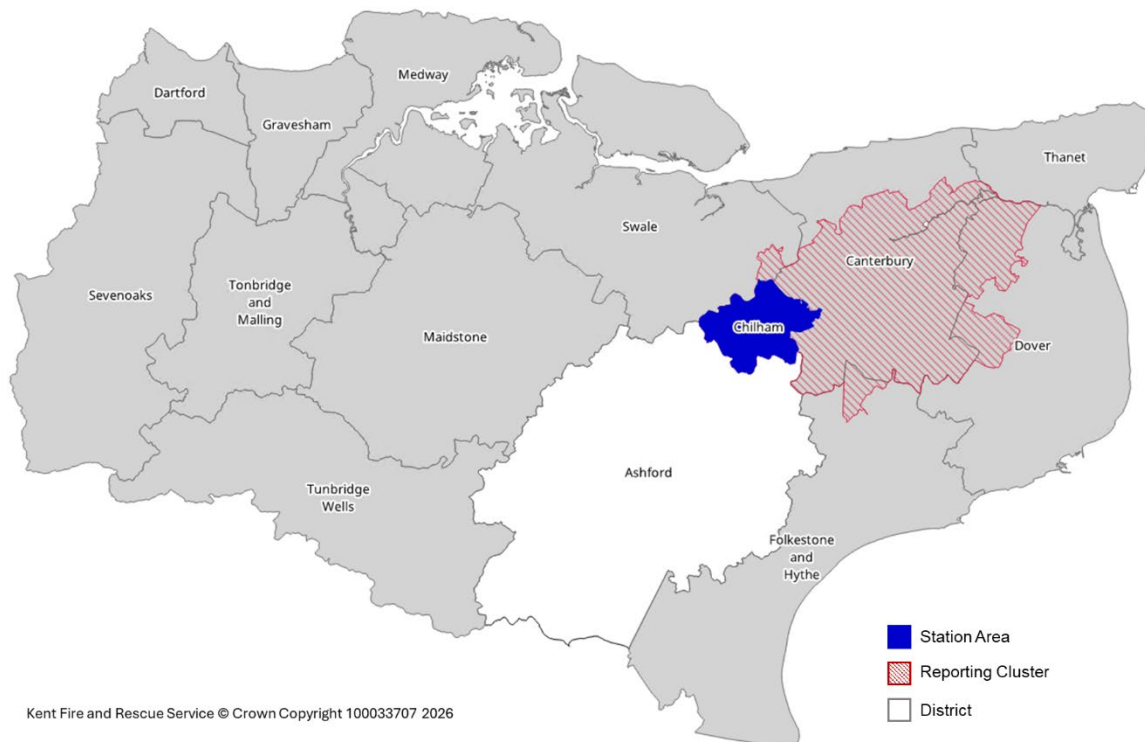 Medway
Dartford
Gravesham
Thanet
Swale
Canterbury
Sevenoaks
Tonbridge
and
Malling
Chilham
Maidstone
Dover
Ashford
Tunbridge
Wells
Folkestone
and
Hythe
Station Area
Reporting Cluster
District
Kent Fire and Rescue Service © Crown Copyright 100033707 2026